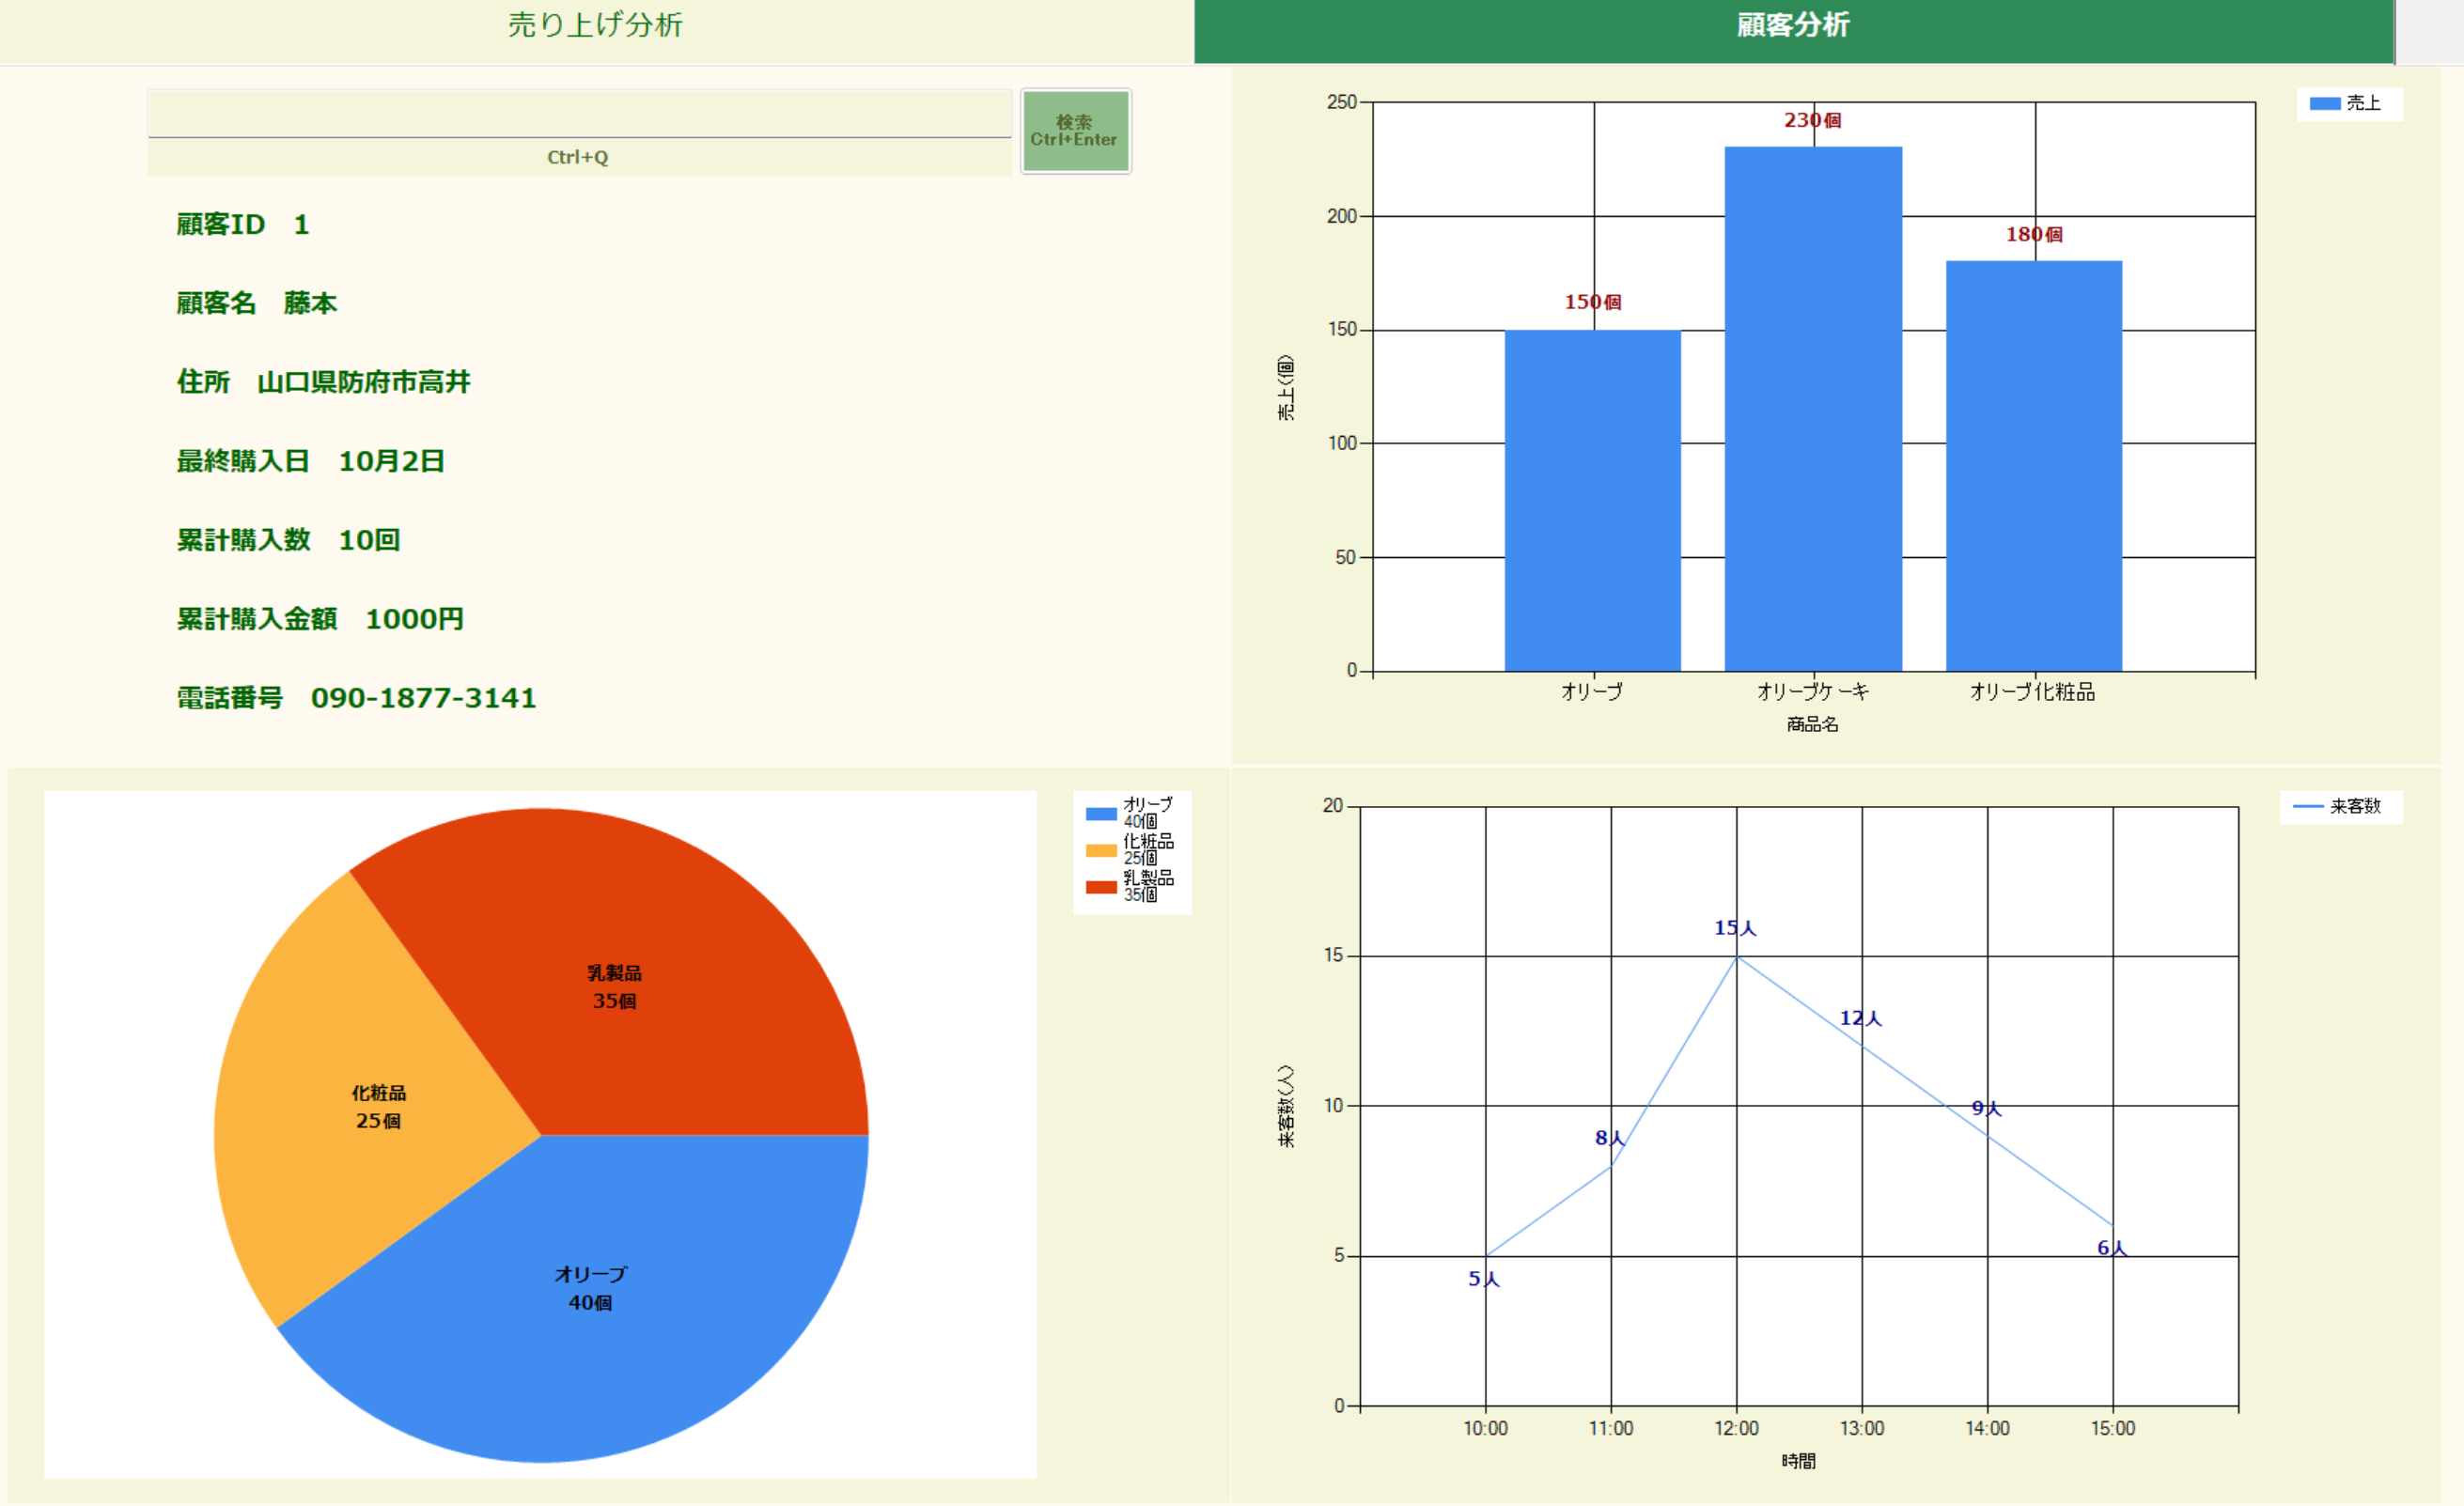 売り上げ分析
顧客分析
検索
Ctrl+Enter
Ctrl+Q
顧客ID　1
顧客名　藤本
住所　山口県防府市高井
最終購入日　10月2日
累計購入数　10回
累計購入金額　1000円
電話番号　090-1877-3141
売上
売上(個)
250
200
150
100
50
0
150個
230個
180個
オリーブ
オリーブケーキ
オリーブ化粧品
商品名
オリーブ
40個
化粧品
25個
乳製品
35個
乳製品
35個
化粧品
25個
オリーブ
40個
来客数
来客数(人)
20
15
10
5
0
5人
8人
15人
12人
9人
6人
10:00
11:00
12:00
13:00
14:00
15:00
時間